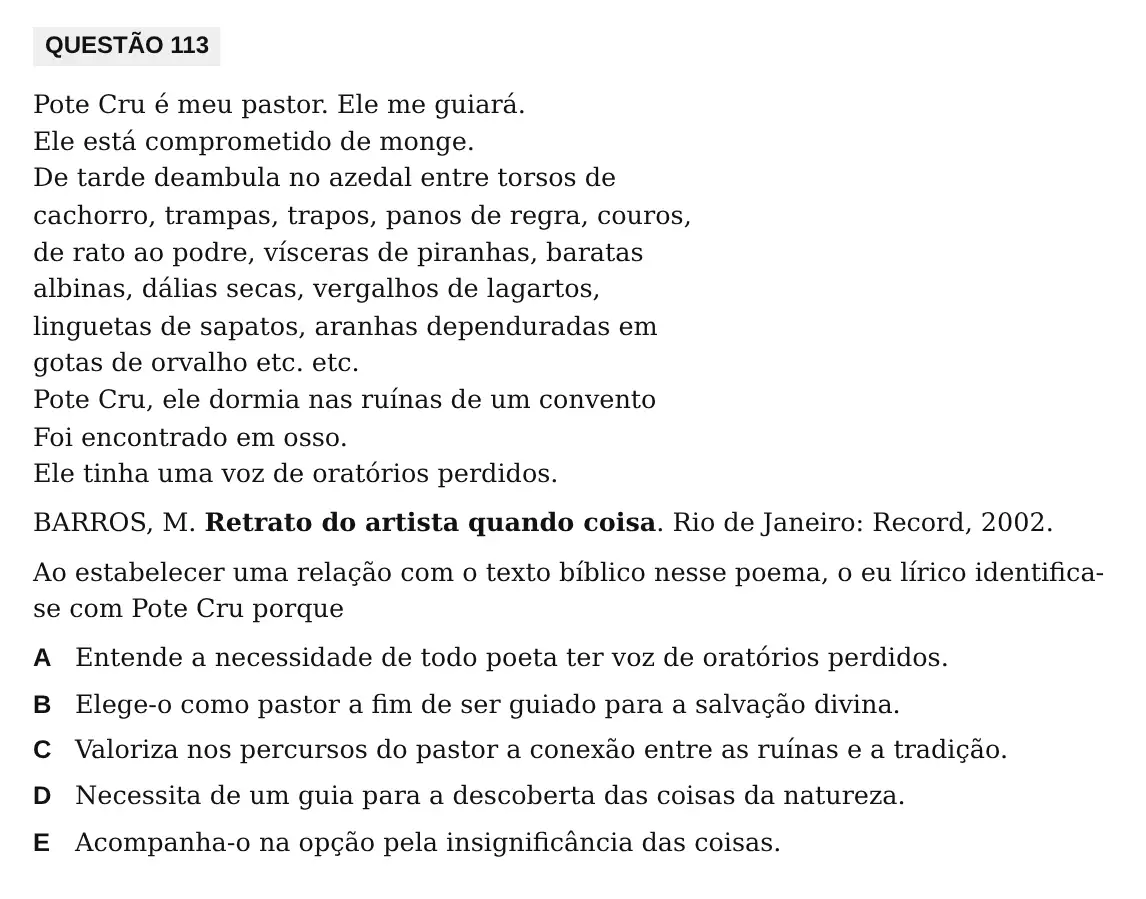 QUESTÃO 113
Pote Cru é meu pastor. Ele me guiará.
Ele está comprometido de monge.
De tarde deambula no azedal entre torsos de
cachorro, trampas, trapos, panos de regra, couros,
de rato ao podre, vísceras de piranhas, baratas
albinas, dálias secas, vergalhos de lagartos,
linguetas de sapatos, aranhas dependuradas em
gotas de orvalho etc. etc.
Pote Cru, ele dormia nas ruínas de um convento
Foi encontrado em osso.
Ele tinha uma voz de oratórios perdidos.
BARROS, M. Retrato do artista quando coisa. Rio de Janeiro: Record, 2002.
Ao estabelecer uma relação com o texto bíblico nesse poema, o eu lírico identifica-
se com Pote Cru porque
A Entende a necessidade de todo poeta ter voz de oratórios perdidos.
B Elege-o como pastor a fim de ser guiado para a salvação divina.
C Valoriza nos percursos do pastor a conexão entre as ruínas e a tradição.
D Necessita de um guia para a descoberta das coisas da natureza.
E Acompanha-o na opção pela insignificância das coisas.